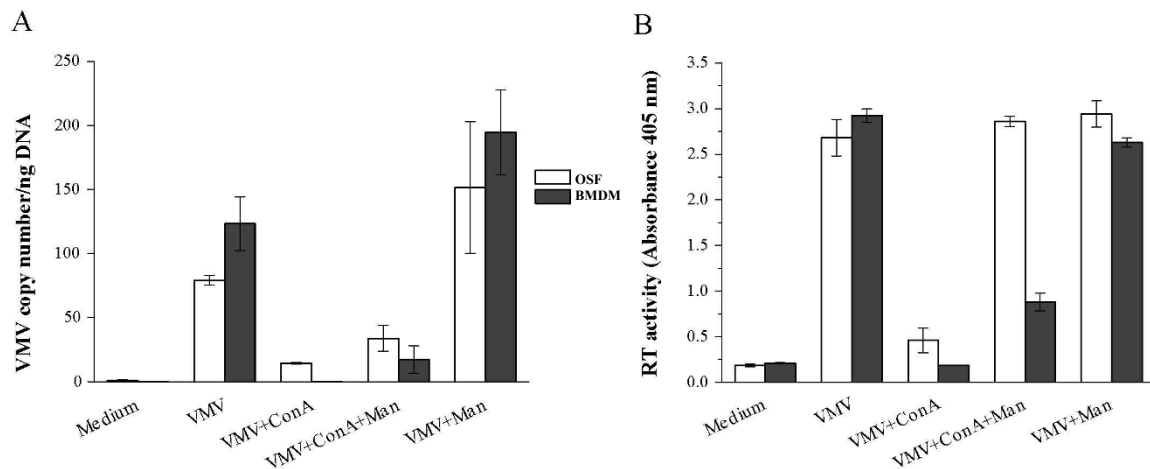 A
VMV copy number/ng DNA
250
200
150
100
50
0
Medium
VMV
VMV+ConA
VMV+ConA+Man
VMV+Man
OSF
BMDM
B
RT activity (Absorbance 405 nm)
3.5
3.0
2.5
2.0
1.5
1.0
0.5
0.0
Medium
VMV
VMV+ConA
VMV+ConA+Man
VMV+Man